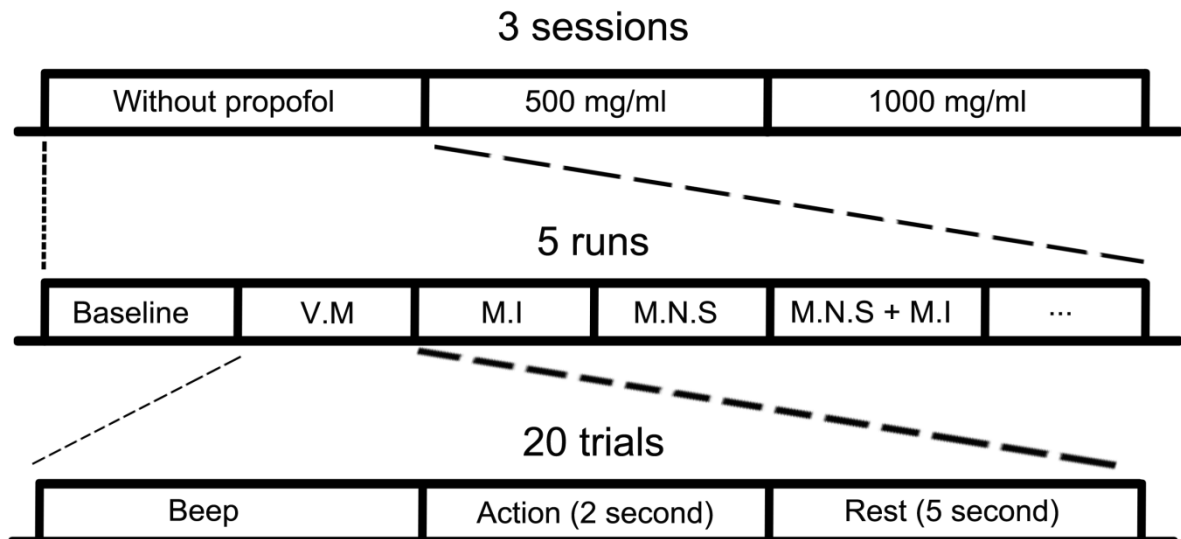 3 sessions
Without propofol 500 mg/ml 1000 mg/ml
5 runs
Baseline V.M M.I M.N.S M.N.S + M.I ...
20 trials
Beep Action (2 second) Rest (5 second)